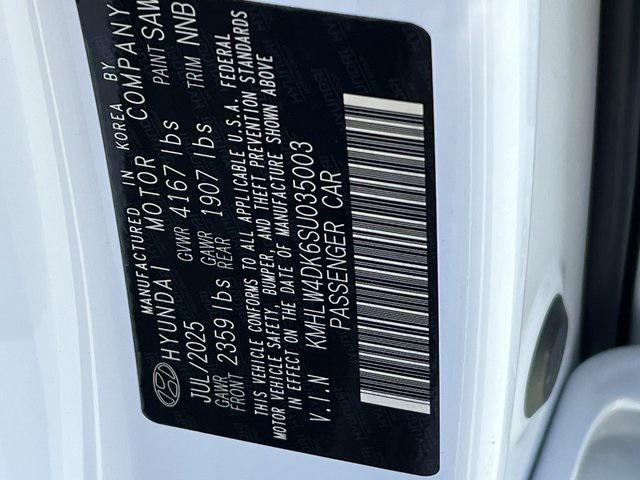 MANUFACTURED IN KOREA BY
HYUNDAI MOTOR COMPANY
JUL/2025 GVWR 4167 lbs PAINT SAW
GAWR FRONT 2359 lbs GAWR REAR 1907 lbs TRIM NNB
THIS VEHICLE CONFORMS TO ALL APPLICABLE U.S.A. FEDERAL
MOTOR VEHICLE SAFETY, BUMPER, AND THEFT PREVENTION STANDARDS
IN EFFECT ON THE DATE OF MANUFACTURE SHOWN ABOVE
V.I.N KMHLW4DK6SU035003
PASSENGER CAR